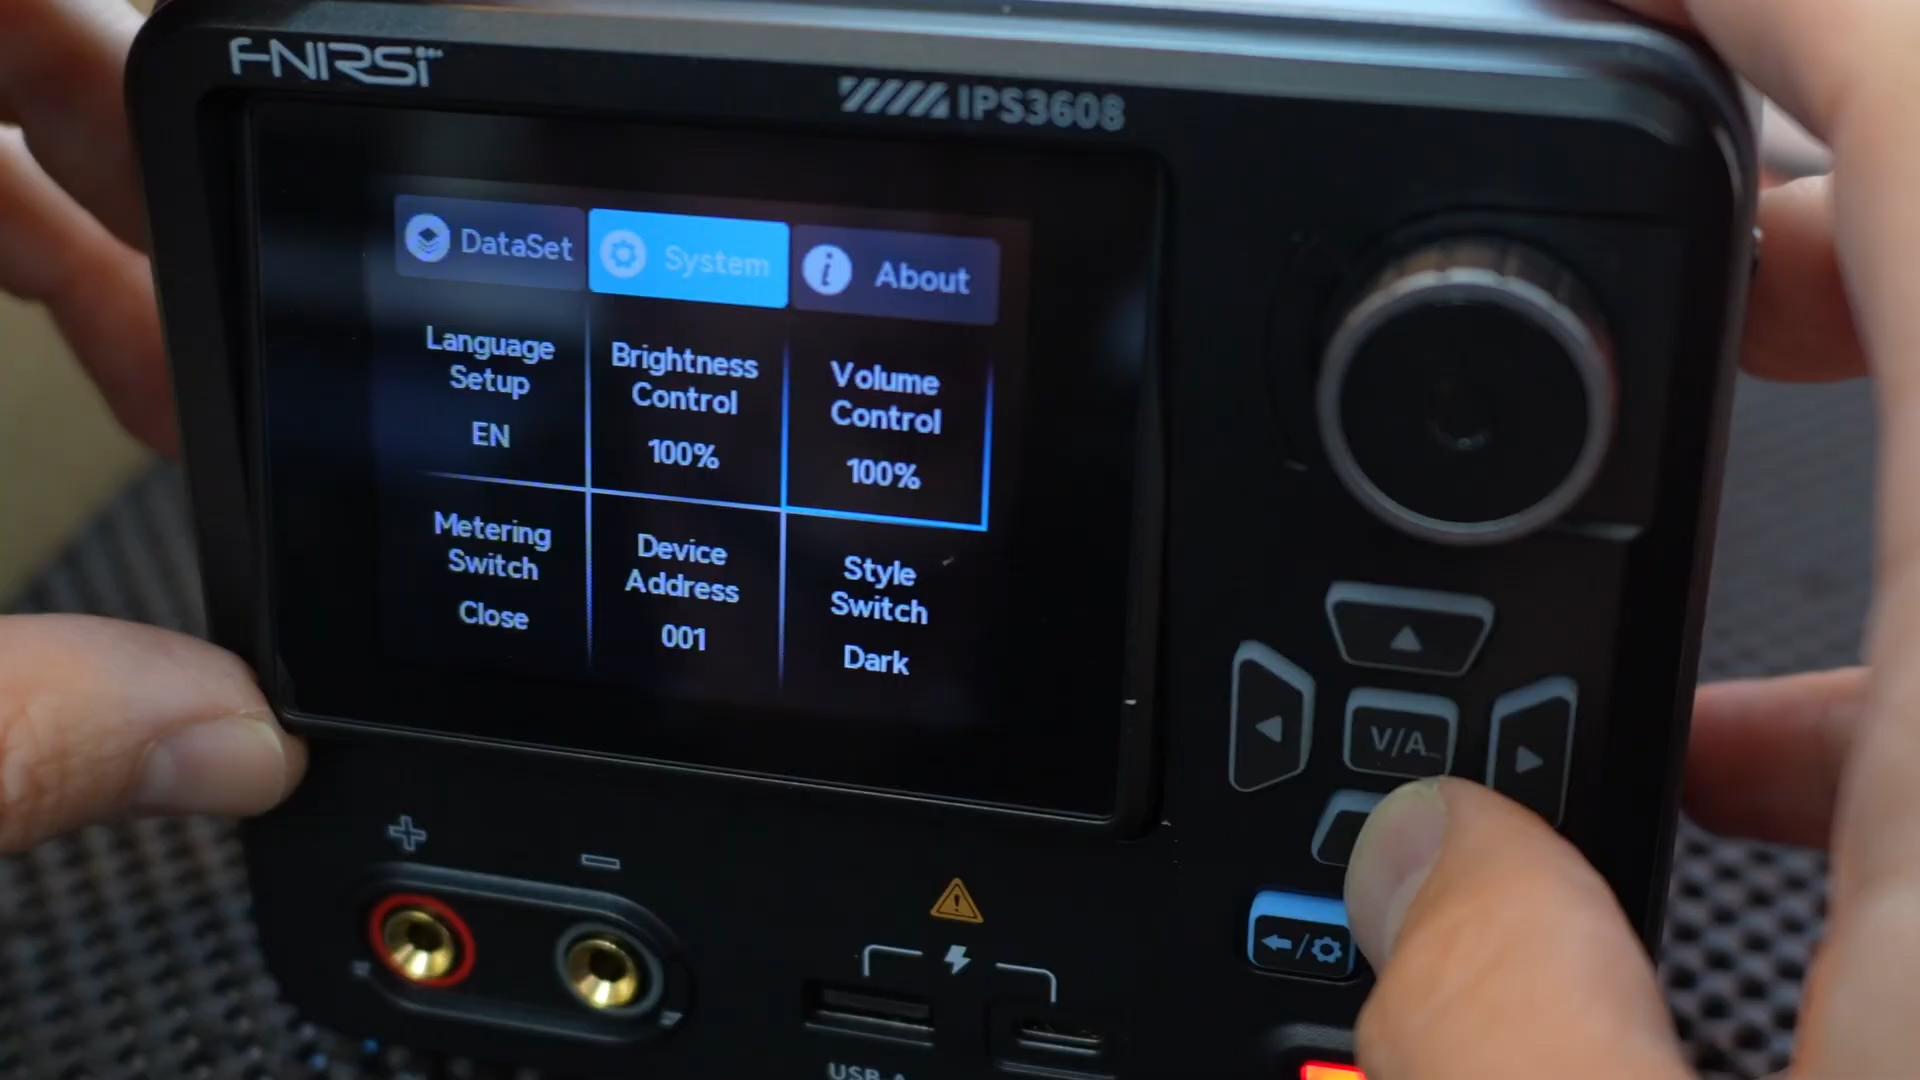 FNIRSI
IPS3608
DataSet
System
About
Language
Setup
EN
Brightness
Control
100%
Volume
Control
100%
Metering
Switch
Close
Device
Address
001
Style
Switch
Dark
V/A
USB-A